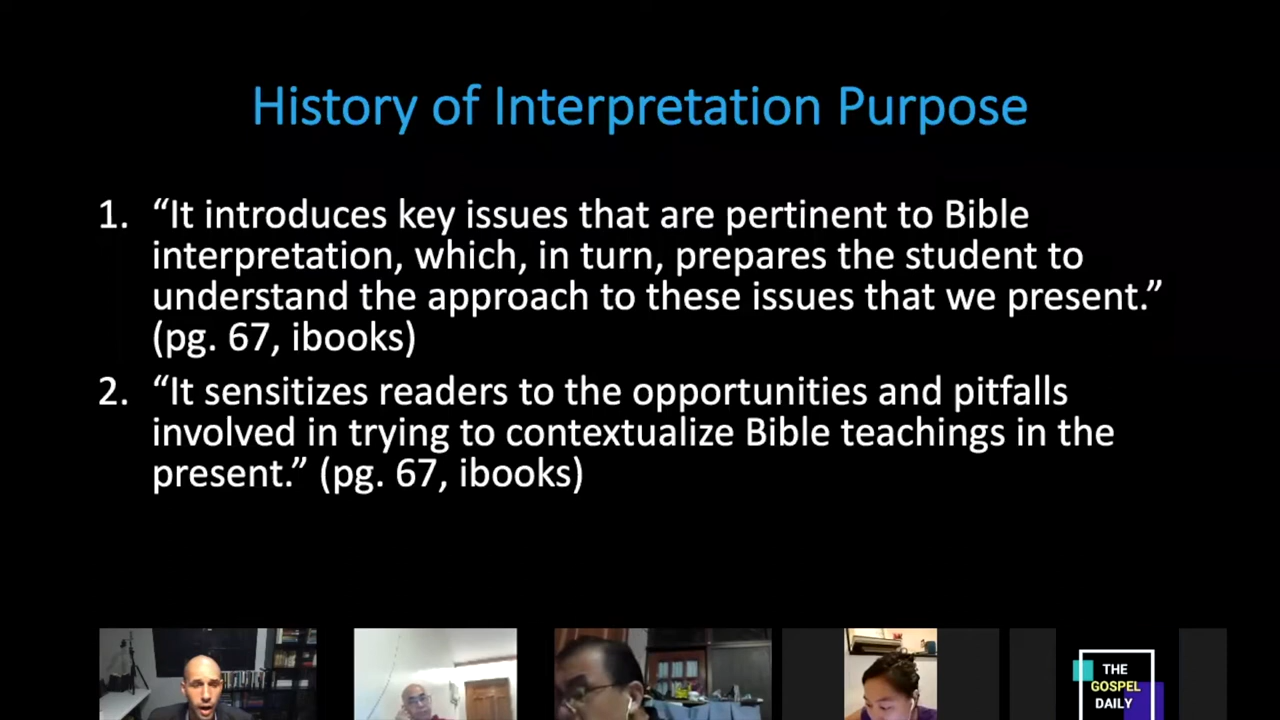 History of Interpretation Purpose
1. “It introduces key issues that are pertinent to Bible
interpretation, which, in turn, prepares the student to
understand the approach to these issues that we present.”
(pg. 67, ibooks)
2. “It sensitizes readers to the opportunities and pitfalls
involved in trying to contextualize Bible teachings in the
present.” (pg. 67, ibooks)
THE
GOSPEL
DAILY